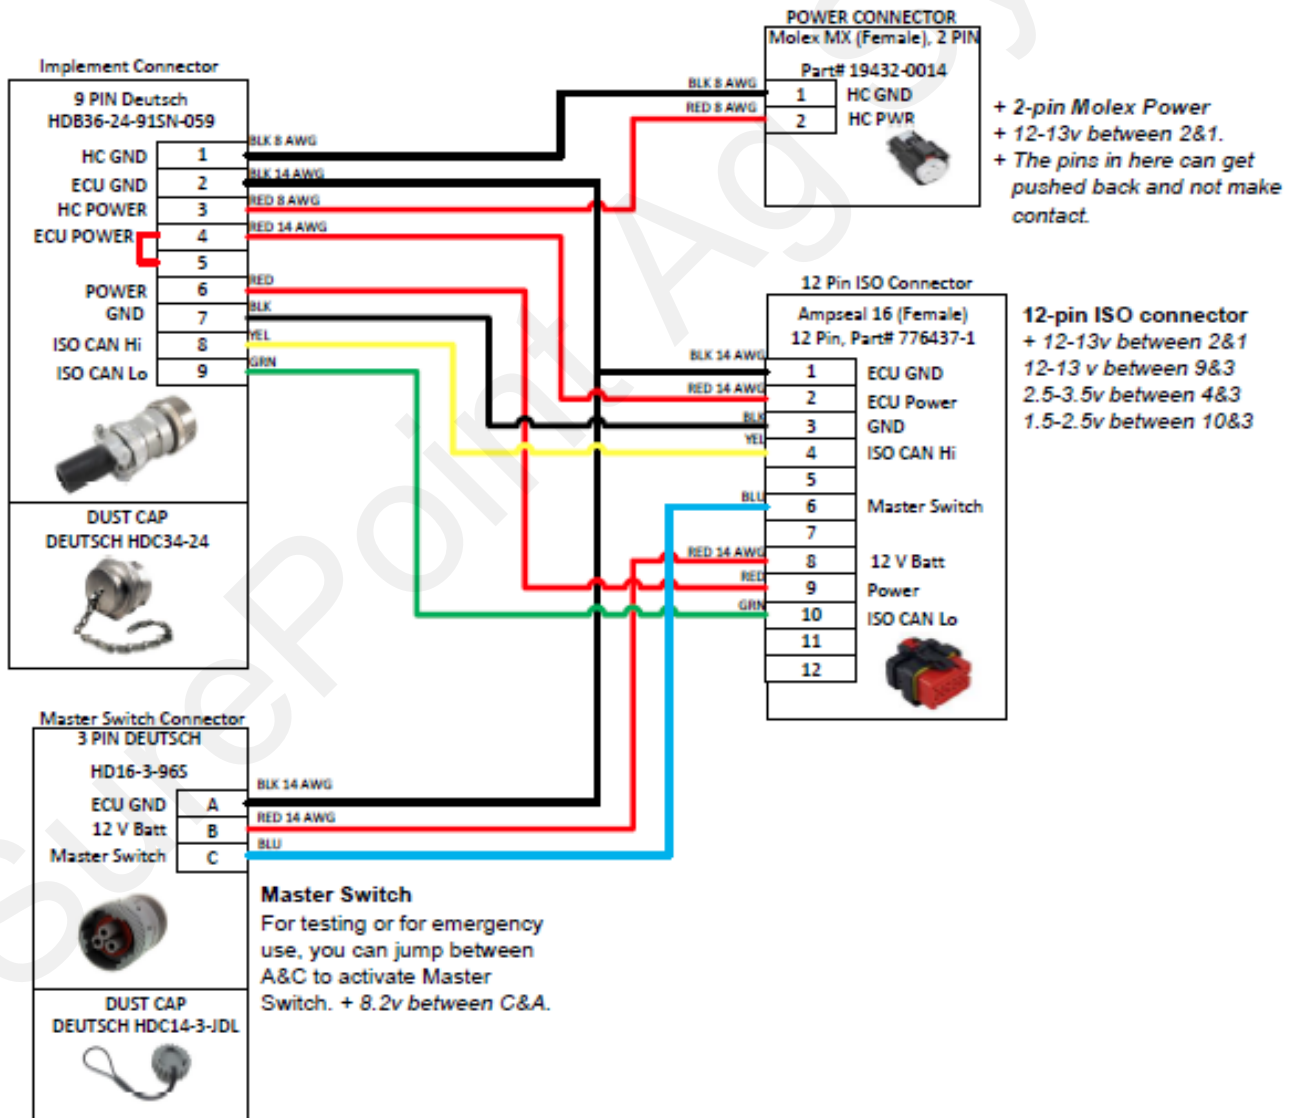 POWER CONNECTOR
Molex MX (Female), 2 PIN
Part# 19432-0014
BLK 8 AWG
1 HC GND
RED 8 AWG
2 HC PWR
+ 2-pin Molex Power
+ 12-13v between 2&1.
+ The pins in here can get
pushed back and not make
contact.
Implement Connector
9 PIN Deutsch
HDB36-24-91SN-059
HC GND 1 BLK 8 AWG
ECU GND 2 BLK 14 AWG
HC POWER 3 RED 8 AWG
ECU POWER 4 RED 14 AWG
5
POWER 6 RED
GND 7 BLK
ISO CAN Hi 8 YEL
ISO CAN Lo 9 GRN
DUST CAP
DEUTSCH HDC34-24
12 Pin ISO Connector
Ampseal 16 (Female)
12 Pin, Part# 776437-1
BLK 14 AWG 1 ECU GND
RED 14 AWG 2 ECU Power
BLK 3 GND
YEL 4 ISO CAN Hi
5
BLU 6 Master Switch
7
RED 14 AWG 8 12 V Batt
RED 9 Power
GRN 10 ISO CAN Lo
11
12
12-pin ISO connector
+ 12-13v between 2&1
12-13 v between 9&3
2.5-3.5v between 4&3
1.5-2.5v between 10&3
Master Switch Connector
3 PIN DEUTSCH
HD16-3-96S
ECU GND A BLK 14 AWG
12 V Batt B RED 14 AWG
Master Switch C BLU
DUST CAP
DEUTSCH HDC14-3-JDL
Master Switch
For testing or for emergency
use, you can jump between
A&C to activate Master
Switch. + 8.2v between C&A.
SurePoint Ag Sy